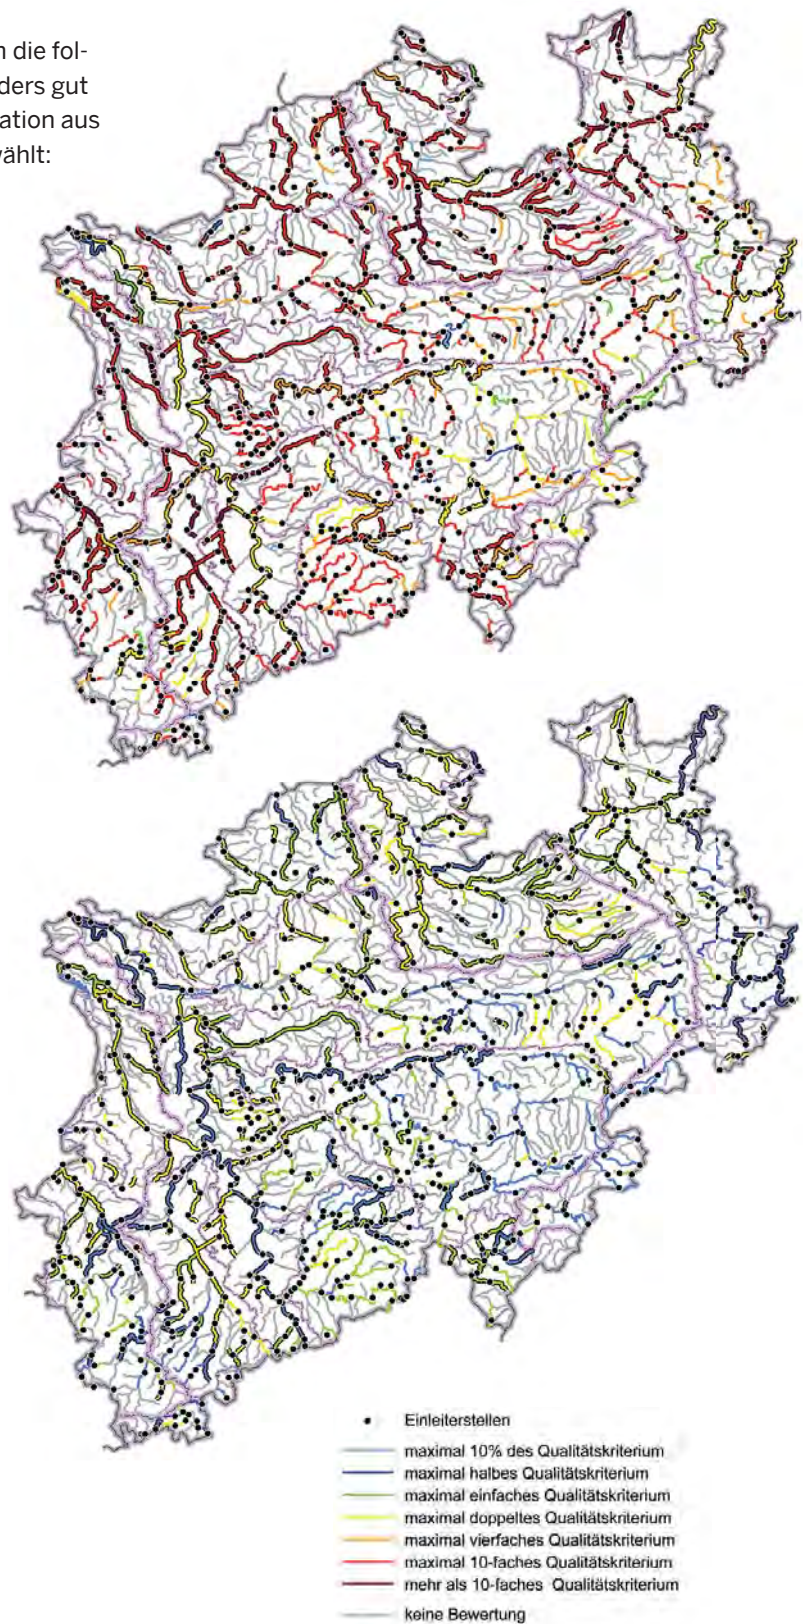 n die fol-
ders gut
ation aus
vählt:
Einleiterstellen
maximal 10% des Qualitätskriterium
maximal halbes Qualitätskriterium
maximal einfaches Qualitätskriterium
maximal doppeltes Qualitätskriterium
maximal vierfaches Qualitätskriterium
maximal 10-faches Qualitätskriterium
mehr als 10-faches Qualitätskriterium
keine Bewertung